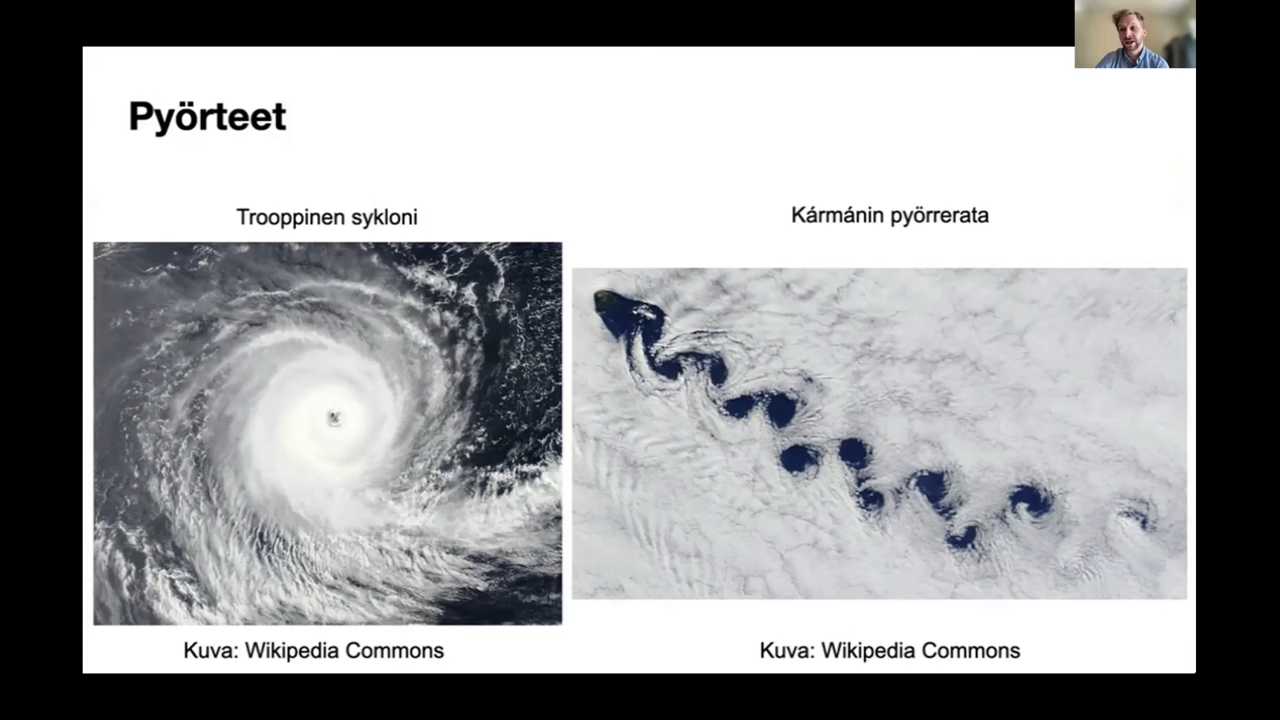 Pyörteet
Trooppinen sykloni
Kármánin pyörrerata
Kuva: Wikipedia Commons
Kuva: Wikipedia Commons